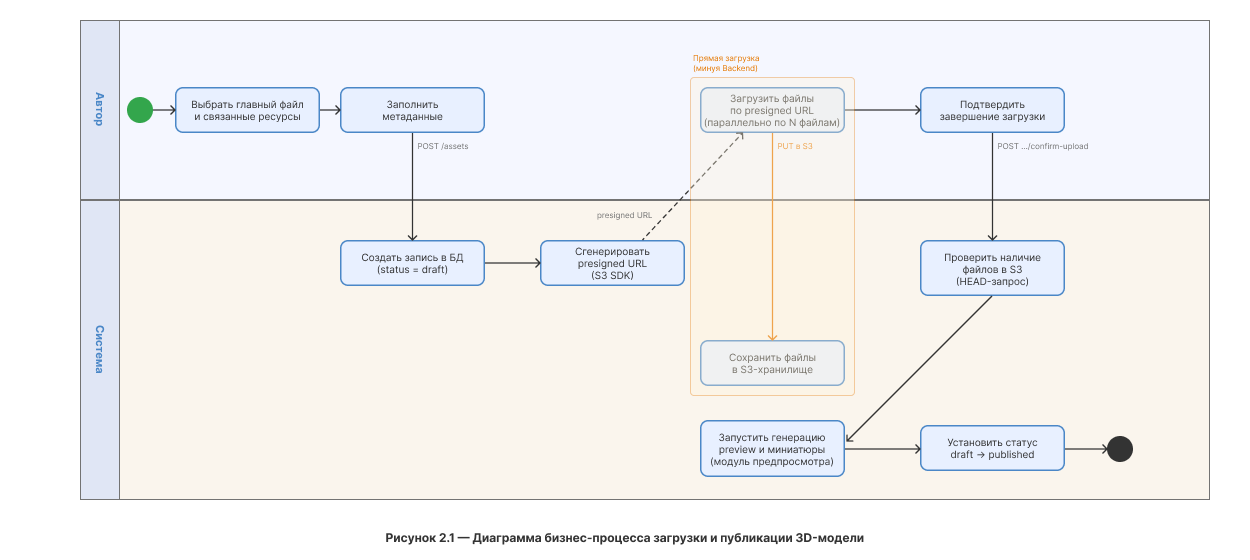 Автор
Выбрать главный файл
и связанные ресурсы
Заполнить
метаданные
POST /assets
Прямая загрузка
(минуя Backend)
Загрузить файлы
по presigned URL
(параллельно по N файлам)
PUT в S3
Подтвердить
завершение загрузки
POST .../confirm-upload
Система
presigned URL
Создать запись в БД
(status = draft)
Сгенерировать
presigned URL
(S3 SDK)
Проверить наличие
файлов в S3
(HEAD-запрос)
Сохранить файлы
в S3-хранилище
Запустить генерацию
preview и миниатюры
(модуль предпросмотра)
Установить статус
draft → published
Рисунок 2.1 — Диаграмма бизнес-процесса загрузки и публикации 3D-модели